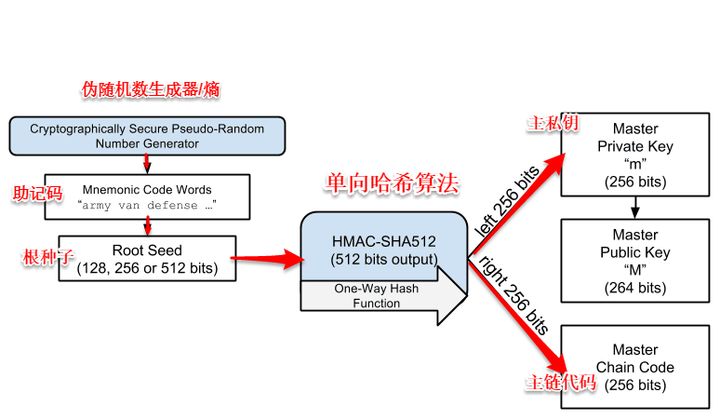 伪随机数生成器/熵
Cryptographically Secure Pseudo-Random
Number Generator
助记码
Mnemonic Code Words
“army van defense …”
根种子
Root Seed
(128, 256 or 512 bits)
单向哈希算法
HMAC-SHA512
(512 bits output)
One-Way Hash
Function
left 256 bits
right 256 bits
主私钥
Master
Private Key
“m”
(256 bits)
Master
Public Key
“M”
(264 bits)
主链代码
Master
Chain Code
(256 bits)